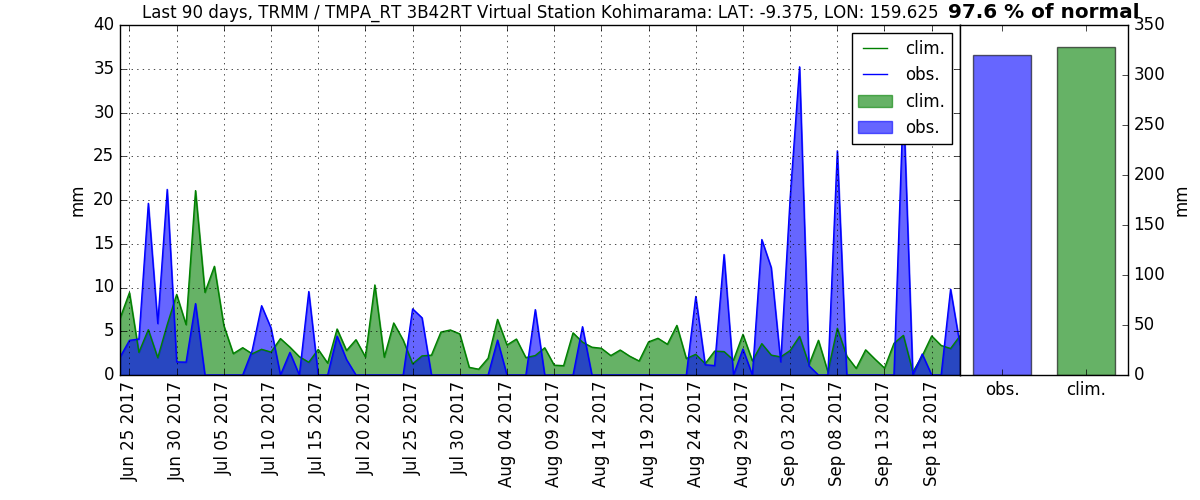 Last 90 days, TRMM / TMPA_RT 3B42RT Virtual Station Kohimarama: LAT: -9.375, LON: 159.625
97.6 % of normal
40
35
30
25
20
15
10
5
0
mm
clim.
obs.
clim.
obs.
Jun 25 2017
Jun 30 2017
Jul 05 2017
Jul 10 2017
Jul 15 2017
Jul 20 2017
Jul 25 2017
Jul 30 2017
Aug 04 2017
Aug 09 2017
Aug 14 2017
Aug 19 2017
Aug 24 2017
Aug 29 2017
Sep 03 2017
Sep 08 2017
Sep 13 2017
Sep 18 2017
350
300
250
200
150
100
50
0
mm
obs.
clim.